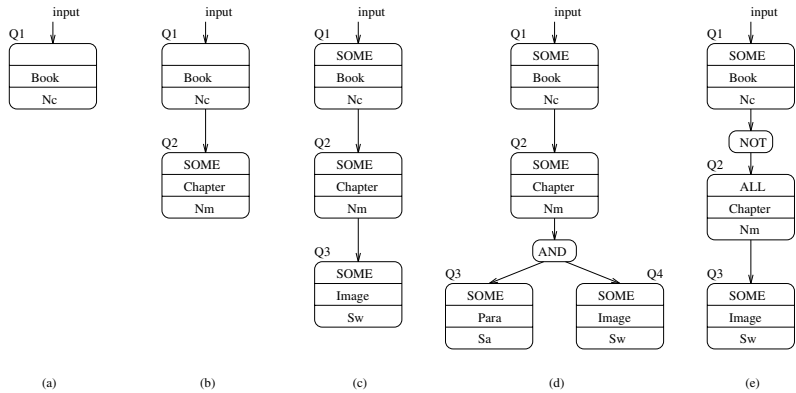 input
Q1
Book
Nc
(a)
input
Q1
Book
Nc
Q2
SOME
Chapter
Nm
(b)
input
Q1
SOME
Book
Nc
Q2
SOME
Chapter
Nm
Q3
SOME
Image
Sw
(c)
input
Q1
SOME
Book
Nc
Q2
SOME
Chapter
Nm
AND
Q3
SOME
Para
Sa
Q4
SOME
Image
Sw
(d)
input
Q1
SOME
Book
Nc
NOT
Q2
ALL
Chapter
Nm
Q3
SOME
Image
Sw
(e)